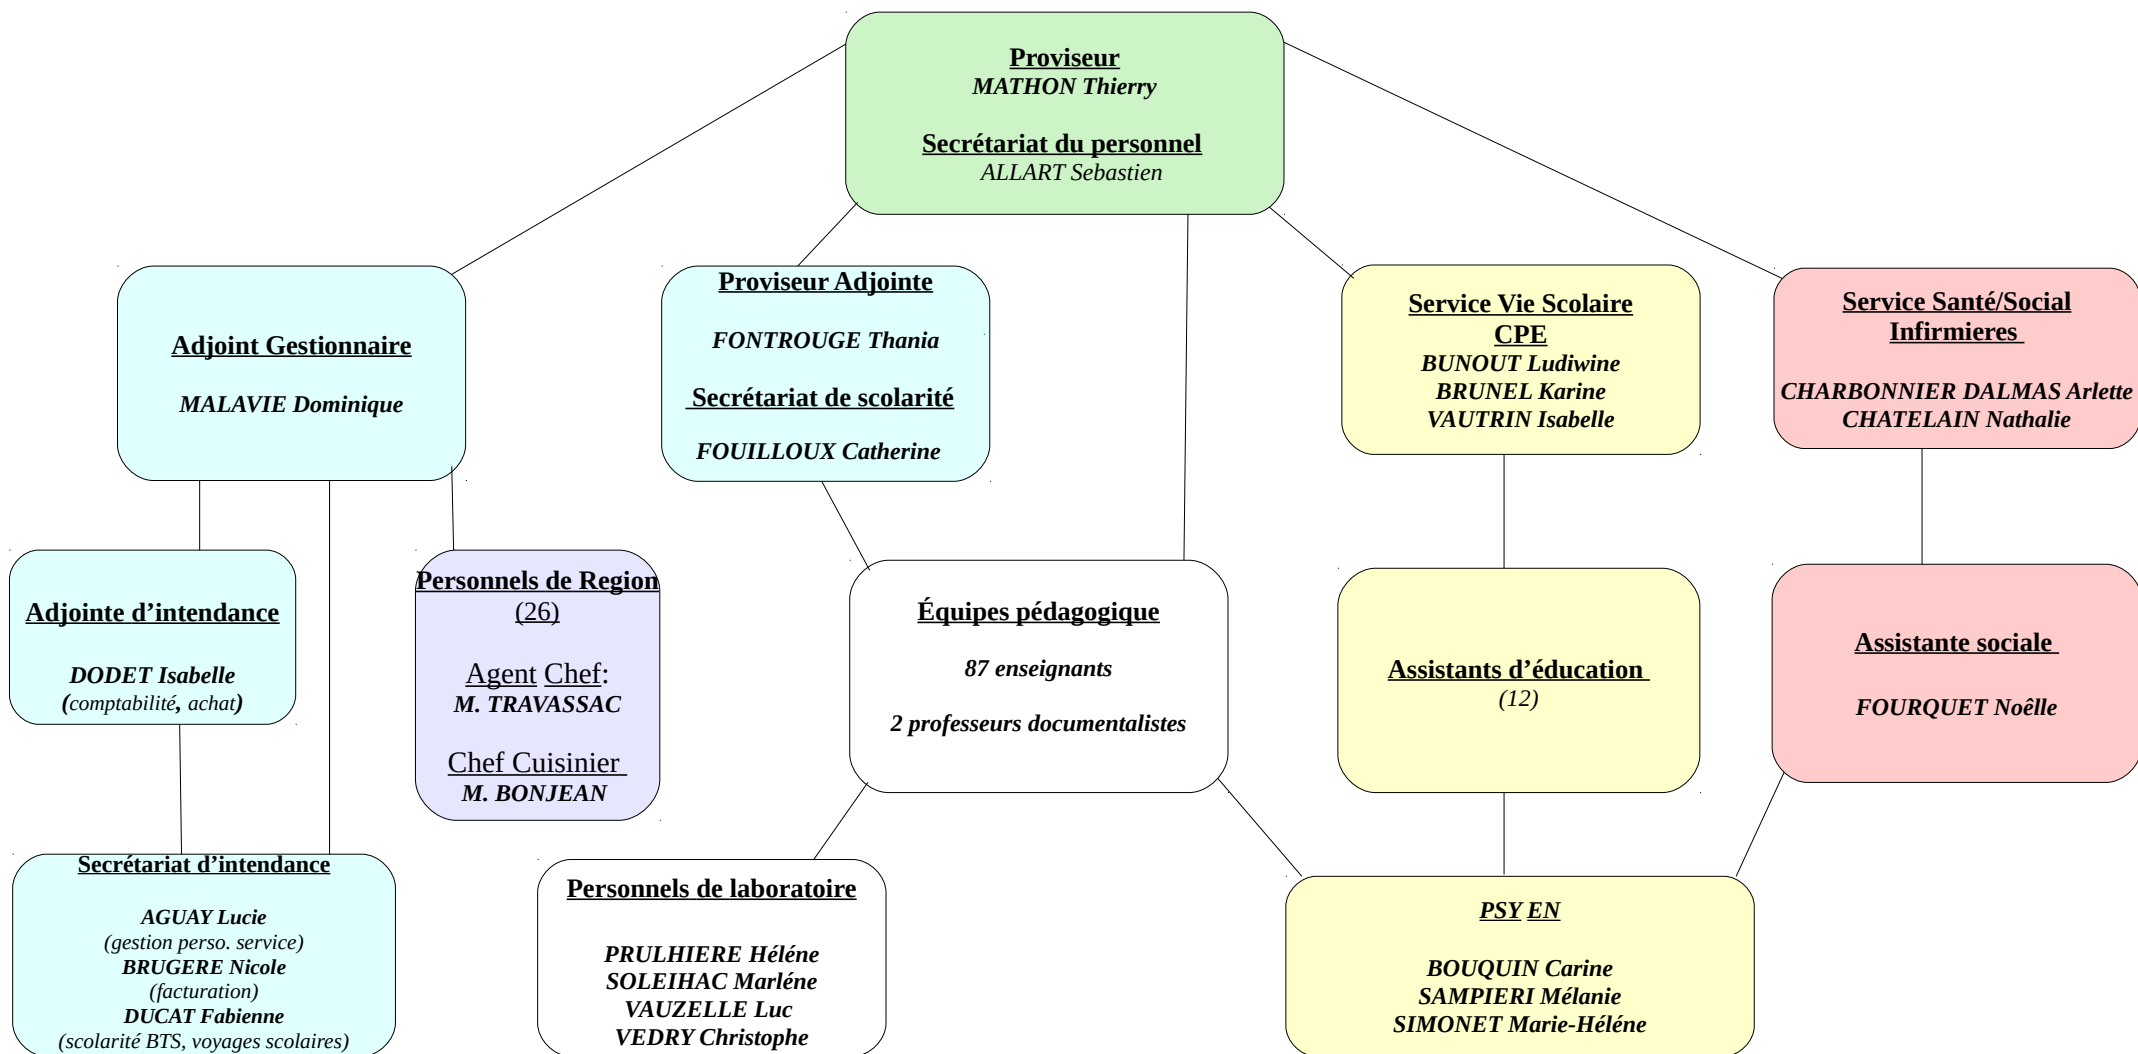 Proviseur
MATHON Thierry
Secrétariat du personnel
ALLART Sebastien
Adjoint Gestionnaire
MALAVIE Dominique
Proviseur Adjointe
FONTROUGE Thania
Secrétariat de scolarité
FOUILLOUX Catherine
Service Vie Scolaire
CPE
BUNOUT Ludiwine
BRUNEL Karine
VAUTRIN Isabelle
Service Santé/Social
Infirmieres
CHARBONNIER DALMAS Arlette
CHATELAIN Nathalie
Adjointe d’intendance
DODET Isabelle
(comptabilité, achat)
Personnels de Region
(26)
Agent Chef:
M. TRAVASSAC
Chef Cuisinier
M. BONJEAN
Équipes pédagogique
87 enseignants
2 professeurs documentalistes
Assistants d’éducation
(12)
Assistante sociale
FOURQUET Noêlle
Secrétariat d’intendance
AGUAY Lucie
(gestion perso. service)
BRUGERE Nicole
(facturation)
DUCAT Fabienne
(scolarité BTS, voyages scolaires)
Personnels de laboratoire
PRULHIERE Héléne
SOLEIHAC Marléne
VAUZELLE Luc
VEDRY Christophe
PSY EN
BOUQUIN Carine
SAMPIERI Mélanie
SIMONET Marie-Héléne